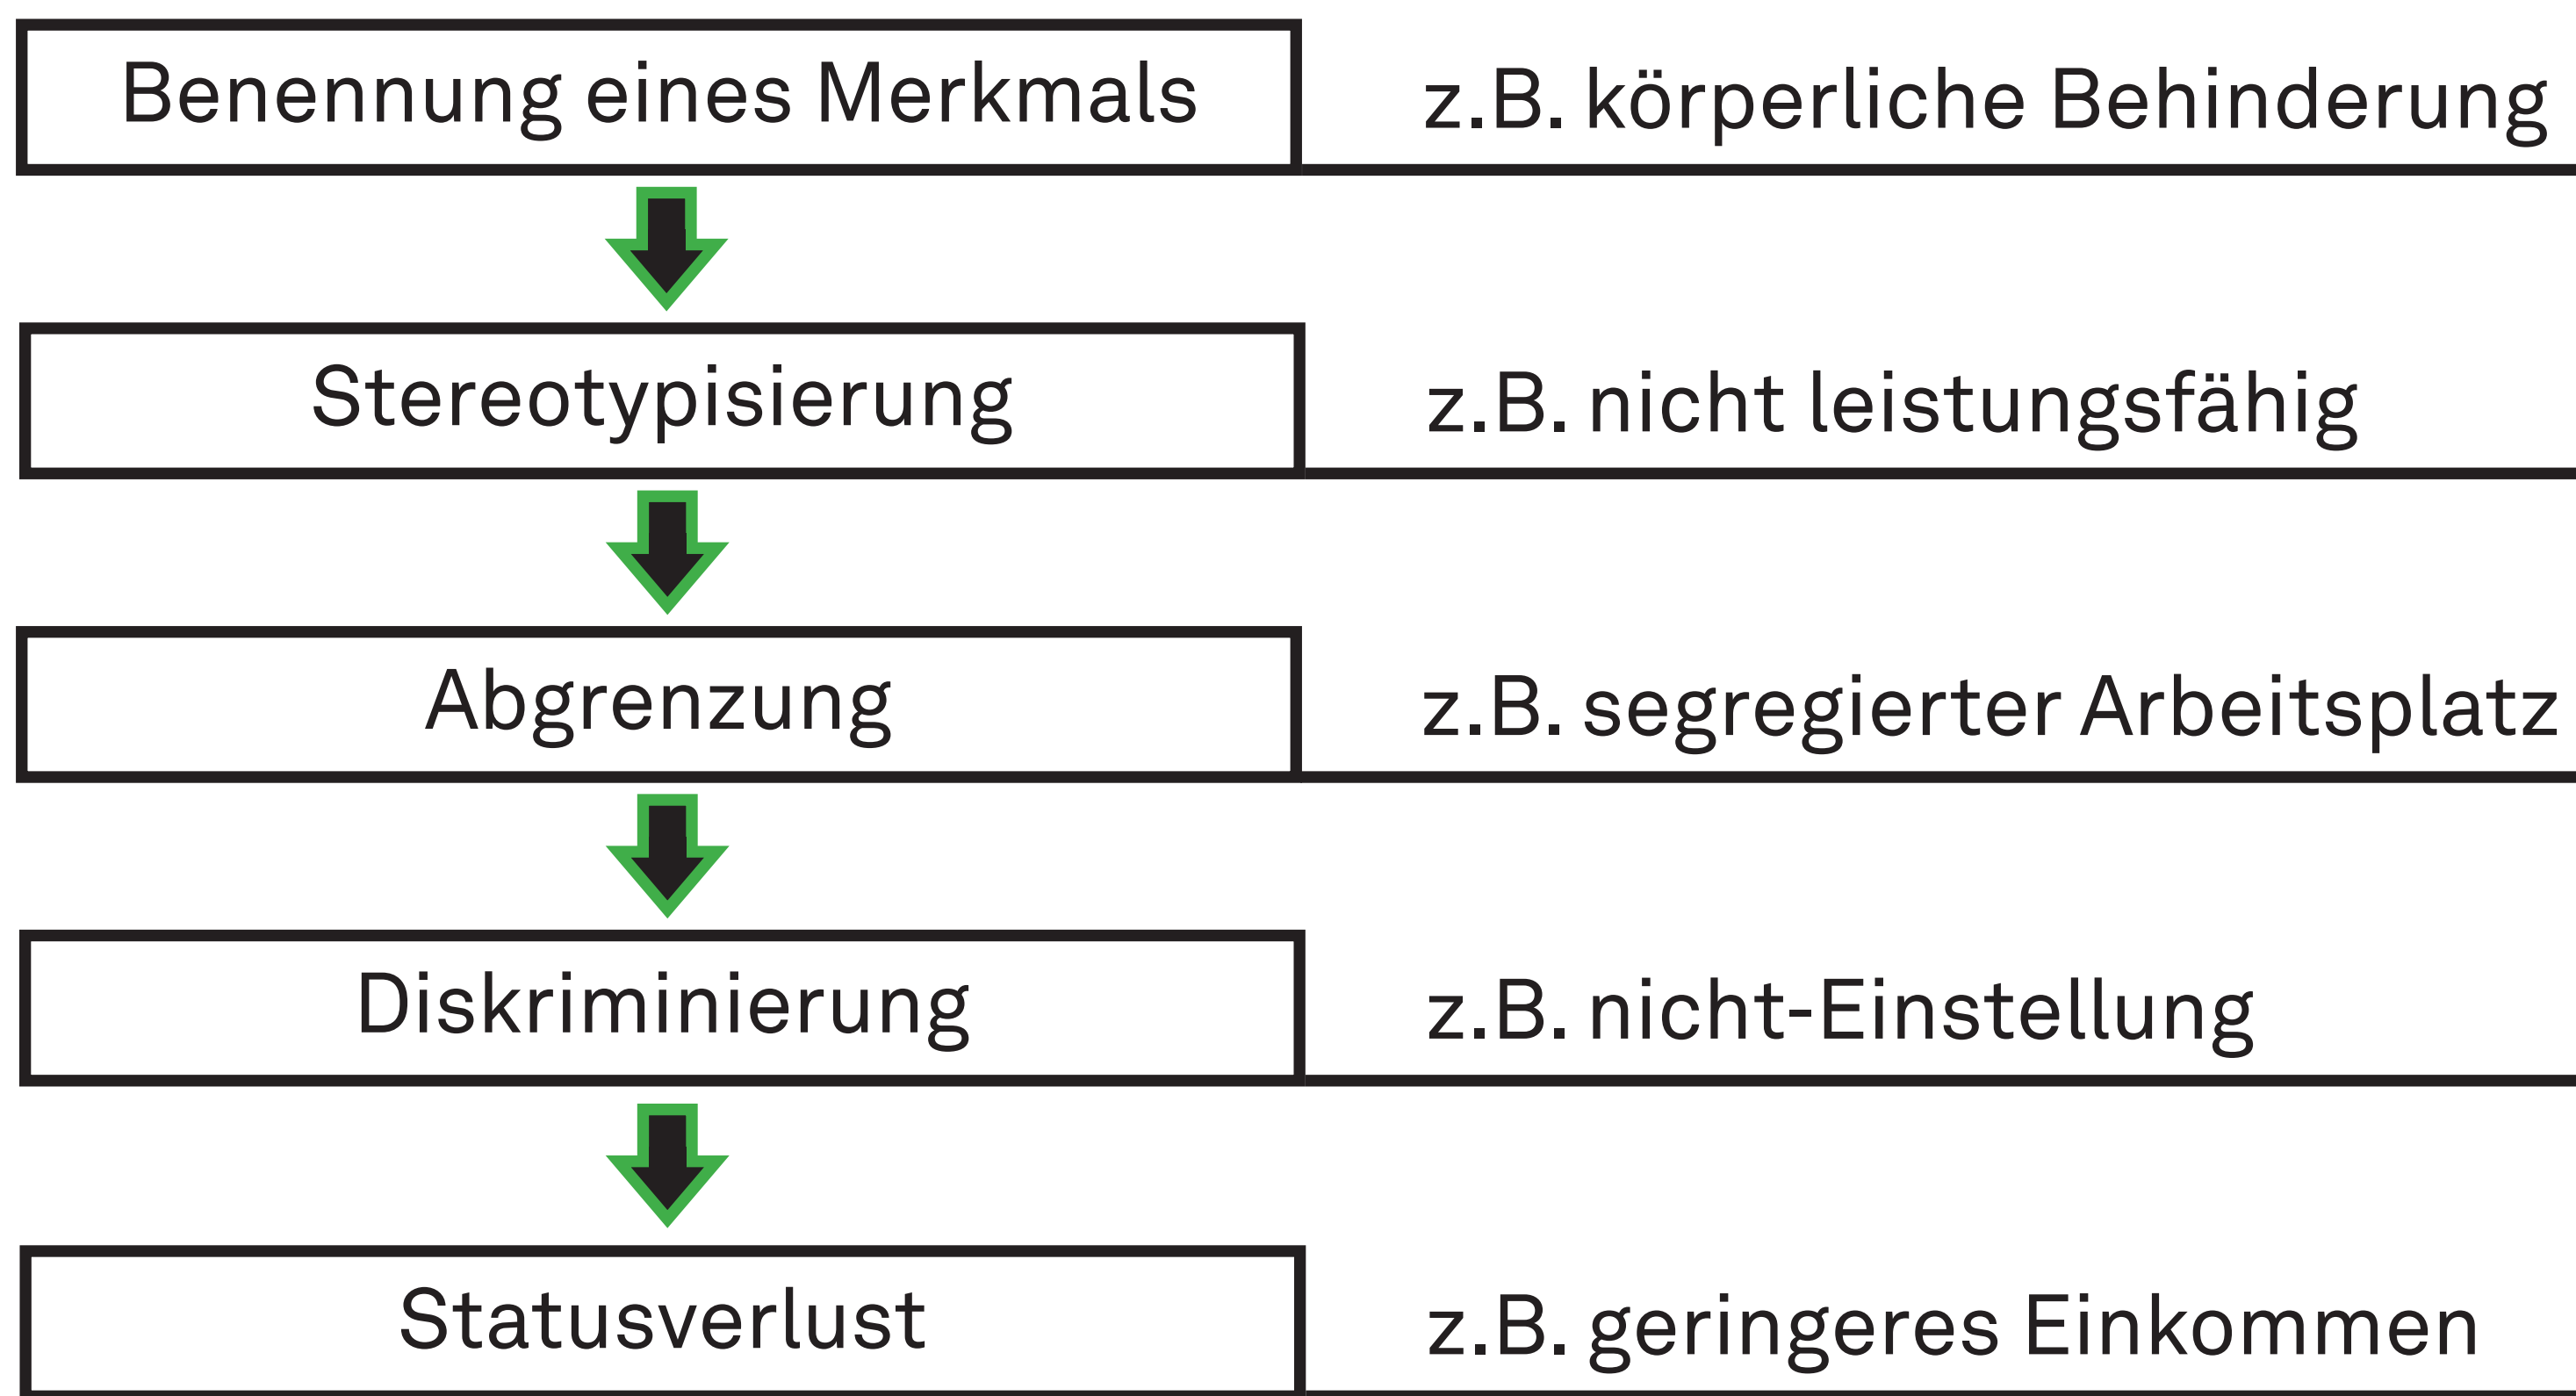 Benennung eines Merkmals
z.B. körperliche Behinderung
Stereotypisierung
z.B. nicht leistungsfähig
Abgrenzung
z.B. segregierter Arbeitsplatz
Diskriminierung
z.B. nicht-Einstellung
Statusverlust
z.B. geringeres Einkommen